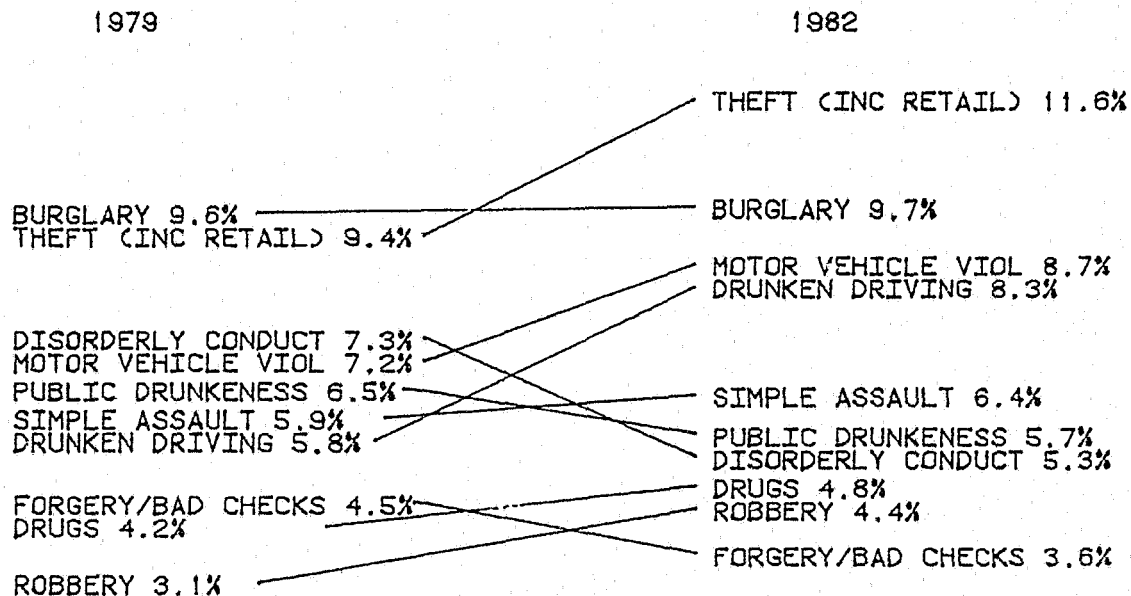 1979
1982
THEFT (INC RETAIL) 11.6%
BURGLARY 9.6%
BURGLARY 9.7%
THEFT (INC RETAIL) 9.4%
MOTOR VEHICLE VIOL 8.7%
DRUNKEN DRIVING 8.3%
DISORDERLY CONDUCT 7.3%
MOTOR VEHICLE VIOL 7.2%
PUBLIC DRUNKENESS 6.5%
SIMPLE ASSAULT 6.4%
SIMPLE ASSAULT 5.9%
DRUNKEN DRIVING 5.8%
PUBLIC DRUNKENESS 5.7%
DISORDERLY CONDUCT 5.3%
DRUGS 4.8%
FORGERY/BAD CHECKS 4.5%
ROBBERY 4.4%
DRUGS 4.2%
FORGERY/BAD CHECKS 3.6%
ROBBERY 3.1%